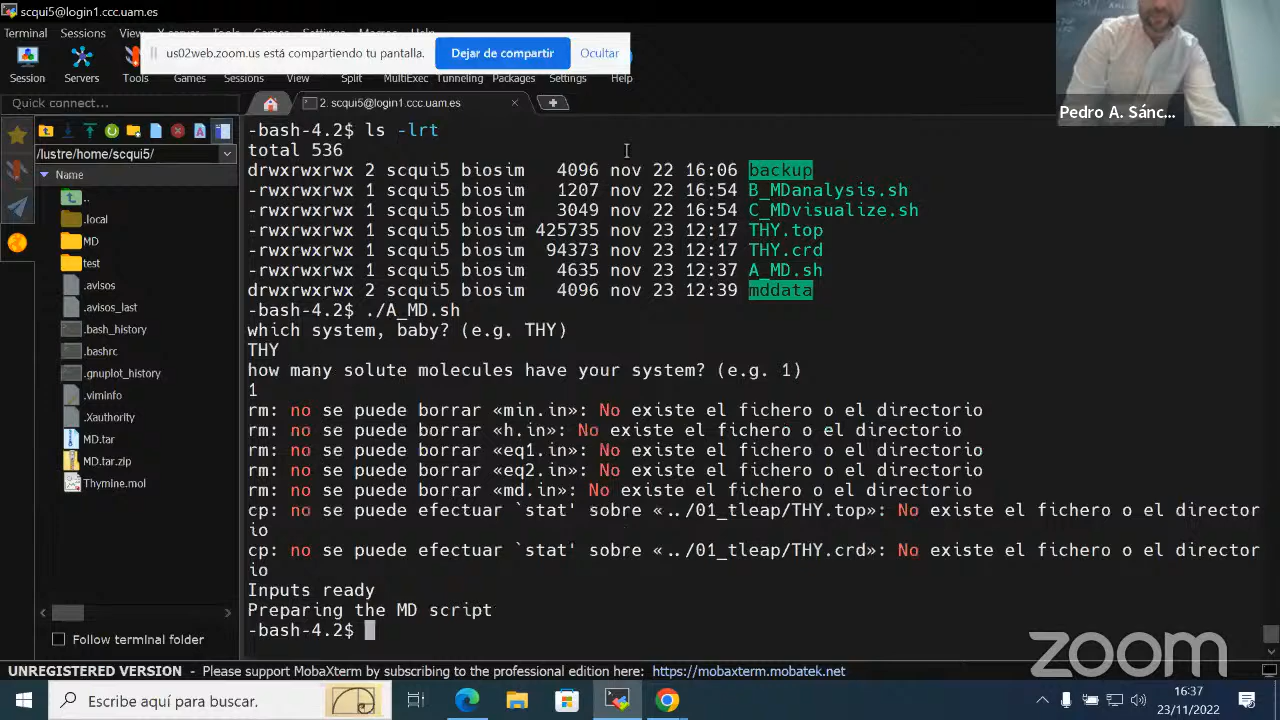 scqui5@login1.ccc.uam.es
Terminal Sessions
us02web.zoom.us está compartiendo tu pantalla. Dejar de compartir Ocultar
Session Servers Tools Games Sessions View Split MultiExec Tunneling Packages Settings Help
Quick connect...
2. scqui5@login1.ccc.uam.es
Pedro A. Sánc...
/lustre/home/scqui5/
Name
..
.local
MD
test
.avisos
.avisos_last
.bash_history
.bashrc
.gnuplot_history
.viminfo
.Xauthority
MD.tar
MD.tar.zip
Thymine.mol
Follow terminal folder
-bash-4.2$ ls -lrt
total 536
drwxrwxrwx 2 scqui5 biosim 4096 nov 22 16:06 backup
-rwxrwxrwx 1 scqui5 biosim 1207 nov 22 16:54 B_MDanalysis.sh
-rwxrwxrwx 1 scqui5 biosim 3049 nov 22 16:54 C_MDvisualize.sh
-rwxrwxrwx 1 scqui5 biosim 425735 nov 23 12:17 THY.top
-rwxrwxrwx 1 scqui5 biosim 94373 nov 23 12:17 THY.crd
-rwxrwxrwx 1 scqui5 biosim 4635 nov 23 12:37 A_MD.sh
drwxrwxrwx 2 scqui5 biosim 4096 nov 23 12:39 mddata
-bash-4.2$ ./A_MD.sh
which system, baby? (e.g. THY)
THY
how many solute molecules have your system? (e.g. 1)
1
rm: no se puede borrar «min.in»: No existe el fichero o el directorio
rm: no se puede borrar «h.in»: No existe el fichero o el directorio
rm: no se puede borrar «eq1.in»: No existe el fichero o el directorio
rm: no se puede borrar «eq2.in»: No existe el fichero o el directorio
rm: no se puede borrar «md.in»: No existe el fichero o el directorio
cp: no se puede efectuar `stat' sobre «../01_tleap/THY.top»: No existe el fichero o el director
io
cp: no se puede efectuar `stat' sobre «../01_tleap/THY.crd»: No existe el fichero o el director
io
Inputs ready
Preparing the MD script
-bash-4.2$
zoom
UNREGISTERED VERSION - Please support MobaXterm by subscribing to the professional edition here: https://mobaxterm.mobatek.net
Escribe aquí para buscar.
16:37
23/11/2022